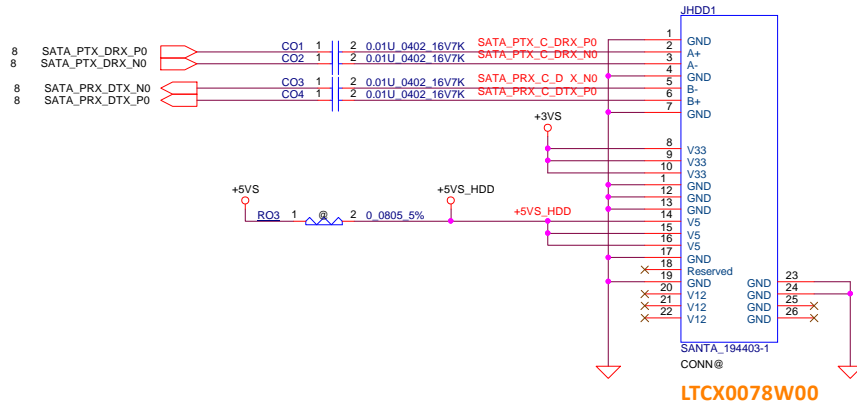 JHDD1
1 GND
8 SATA_PTX_DRX_P0 CO1 1 2 0.01U_0402_16V7K SATA_PTX_C_DRX_P0 2 A+
8 SATA_PTX_DRX_N0 CO2 1 2 0.01U_0402_16V7K SATA_PTX_C_DRX_N0 3 A-
4 GND
8 SATA_PRX_DTX_N0 CO3 1 2 0.01U_0402_16V7K SATA_PRX_C_D X_N0 5 B-
8 SATA_PRX_DTX_P0 CO4 1 2 0.01U_0402_16V7K SATA_PRX_C_DTX_P0 6 B+
7 GND
+3VS
8 V33
9 V33
10 V33
1 GND
+5VS +5VS_HDD 12 GND
13 GND
RO3 1 @ 2 0_0805_5% +5VS_HDD 14 V5
15 V5
16 V5
17 GND
18 Reserved
19 GND GND 23
20 V12 GND 24
21 V12 GND 25
22 V12 GND 26
SANTA_194403-1
CONN@
LTCX0078W00